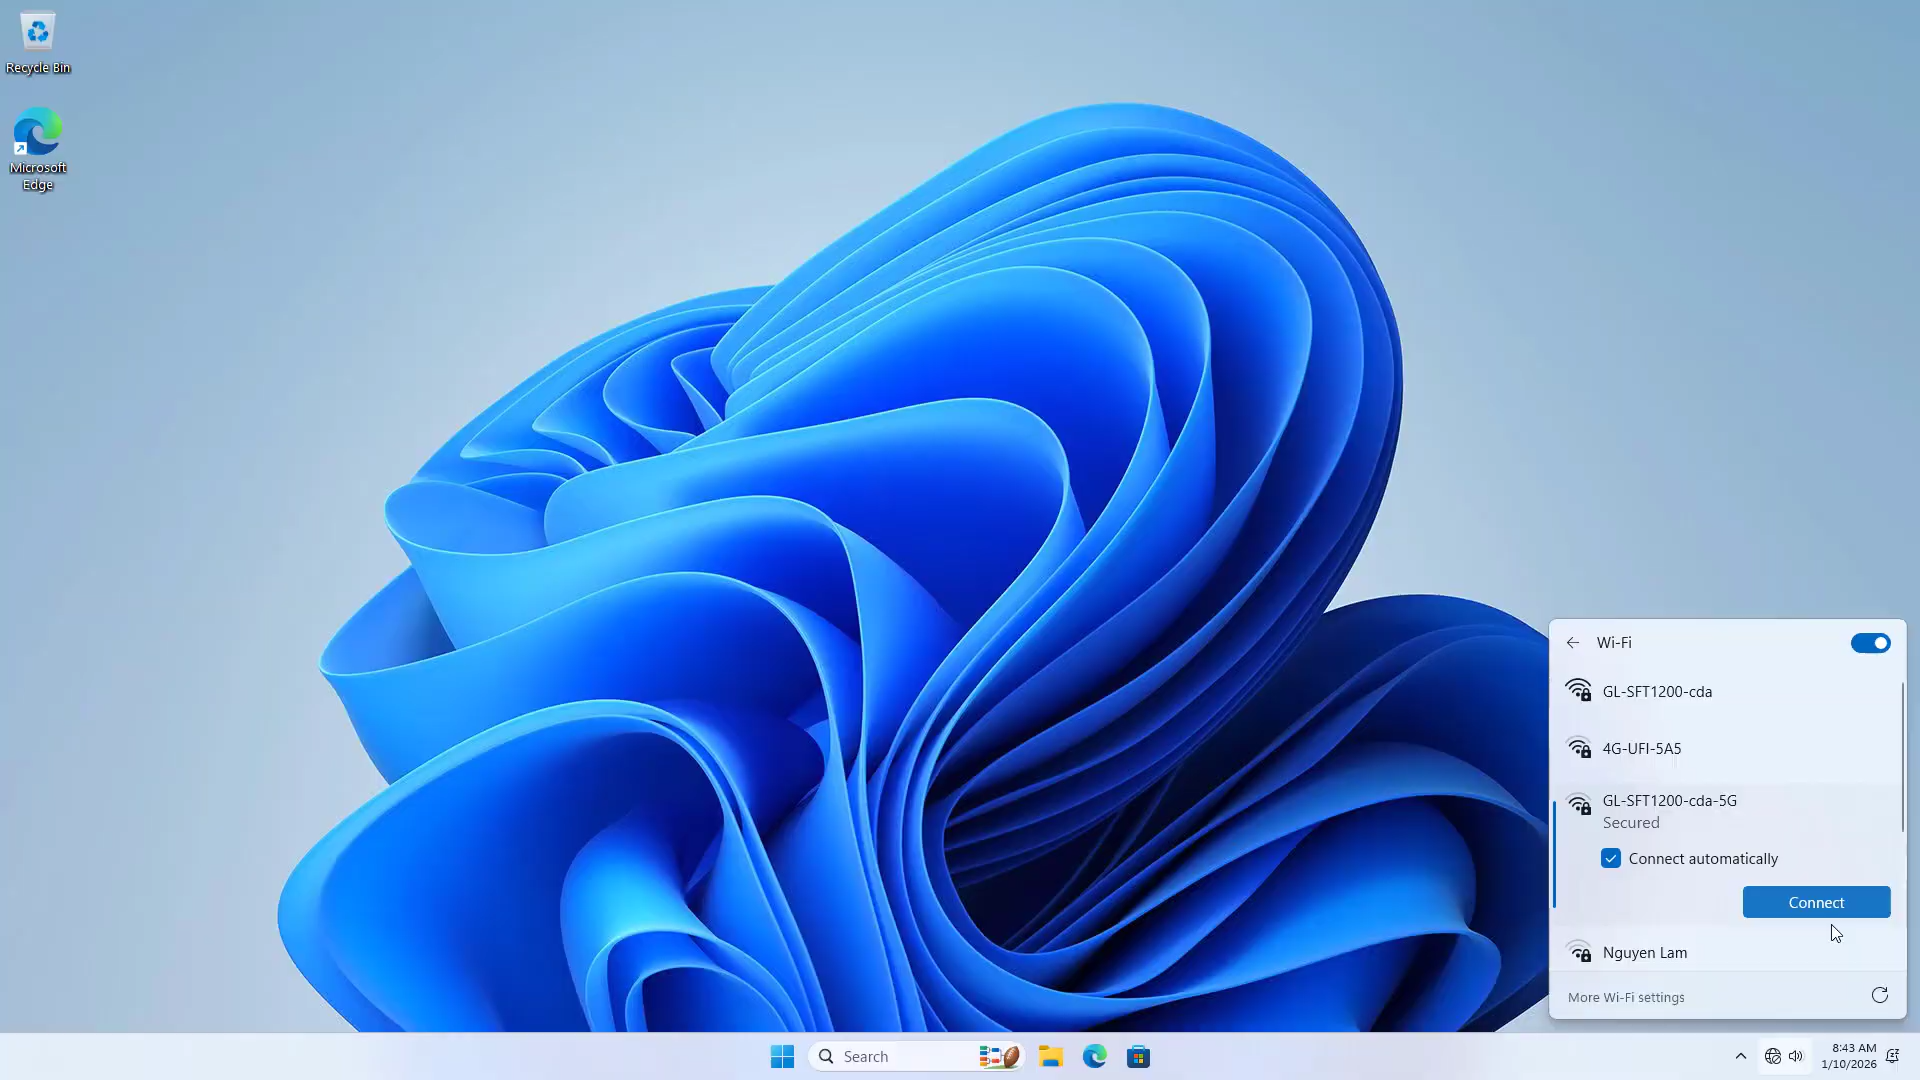 Recycle Bin
Microsoft
Edge
Wi-Fi
GL-SFT1200-cda
4G-UFI-5A5
GL-SFT1200-cda-5G
Secured
Connect automatically
Connect
Nguyen Lam
More Wi-Fi settings
Search
8:43 AM
1/10/2026